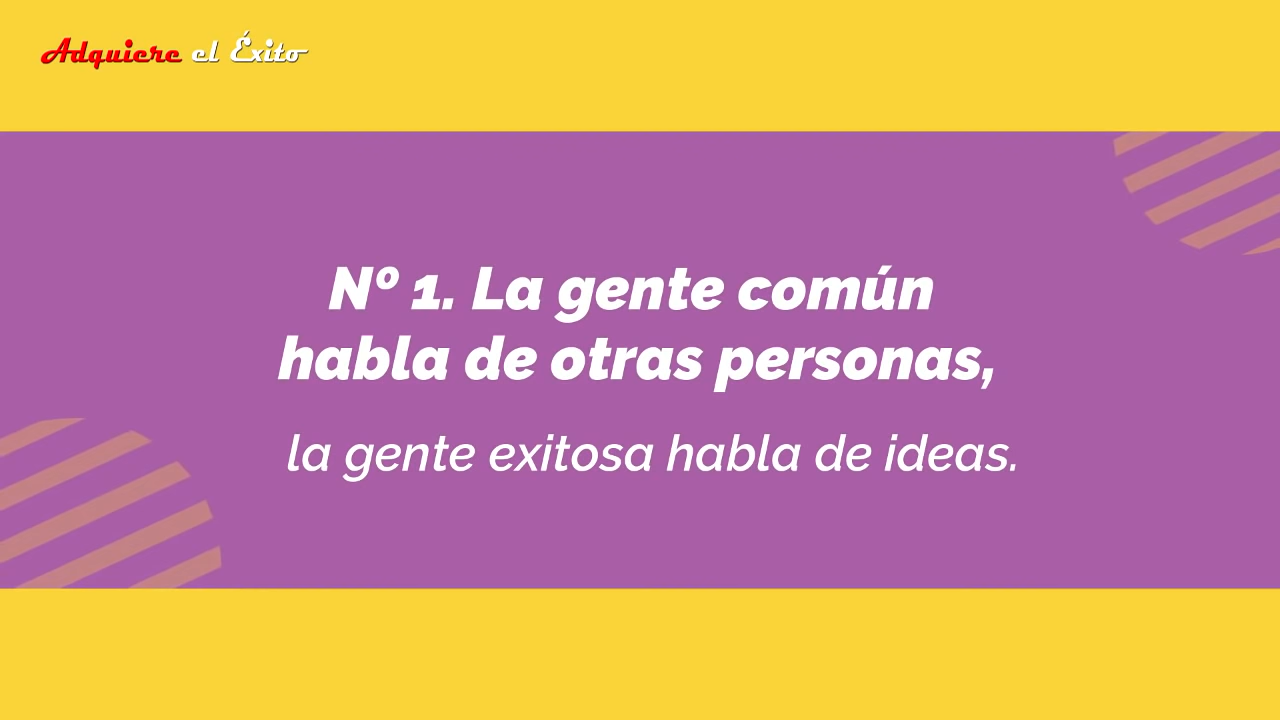 Adquiere el Éxito
Nº 1. La gente común
habla de otras personas,
la gente exitosa habla de ideas.